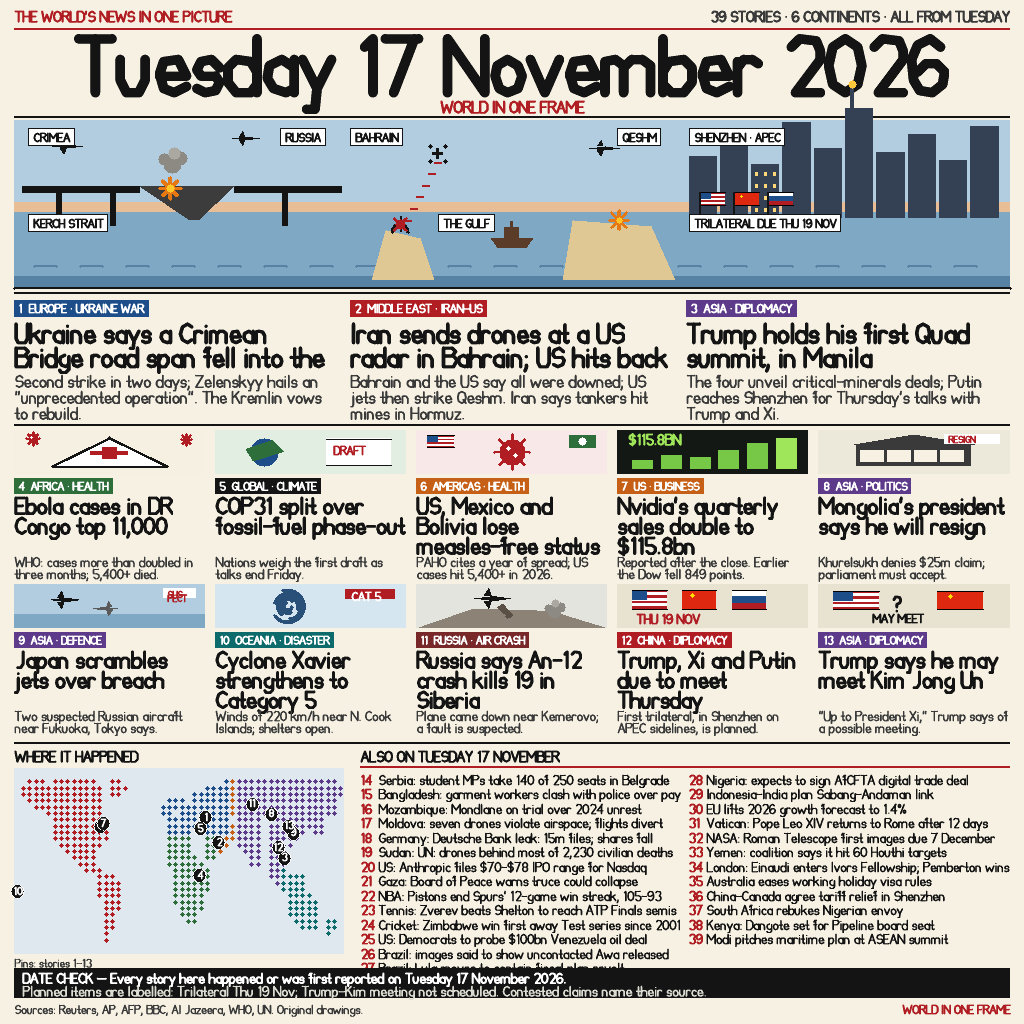 THE WORLD'S NEWS IN ONE PICTURE
39 STORIES · 6 CONTINENTS · ALL FROM TUESDAY
Tuesday 17 November 2026
WORLD IN ONE FRAME
CRIMEA
RUSSIA
BAHRAIN
QESHM
SHENZHEN · APEC
KERCH STRAIT
THE GULF
TRILATERAL DUE THU 19 NOV
1 EUROPE · UKRAINE WAR
Ukraine says a Crimean
Bridge road span fell into the
Second strike in two days; Zelenskyy hails an
"unprecedented operation". The Kremlin vows
to rebuild.
2 MIDDLE EAST · IRAN-US
Iran sends drones at a US
radar in Bahrain; US hits back
Bahrain and the US say all were downed; US
jets then strike Qeshm. Iran says tankers hit
mines in Hormuz.
3 ASIA · DIPLOMACY
Trump holds his first Quad
summit, in Manila
The four unveil critical-minerals deals; Putin
reaches Shenzhen for Thursday's talks with
Trump and Xi.
4 AFRICA · HEALTH
Ebola cases in DR
Congo top 11,000
WHO: cases more than doubled in
three months; 5,400+ died.
DRAFT
5 GLOBAL · CLIMATE
COP31 split over
fossil-fuel phase-out
Nations weigh the first draft as
talks end Friday.
6 AMERICAS · HEALTH
US, Mexico and
Bolivia lose
measles-free status
PAHO cites a year of spread; US
cases hit 5,400+ in 2026.
$115.8BN
7 US · BUSINESS
Nvidia's quarterly
sales double to
$115.8bn
Reported after the close. Earlier
the Dow fell 849 points.
RESIGN
8 ASIA · POLITICS
Mongolia's president
says he will resign
Khurelsukh denies $25m claim;
parliament must accept.
9 ASIA · DEFENCE
Japan scrambles
jets over breach
Two suspected Russian aircraft
near Fukuoka, Tokyo says.
CAT 5
10 OCEANIA · DISASTER
Cyclone Xavier
strengthens to
Category 5
Winds of 220 km/h near N. Cook
Islands; shelters open.
11 RUSSIA · AIR CRASH
Russia says An-12
crash kills 19 in
Siberia
Plane came down near Kemerovo;
a fault is suspected.
THU 19 NOV
12 CHINA · DIPLOMACY
Trump, Xi and Putin
due to meet
Thursday
First trilateral, in Shenzhen on
APEC sidelines, is planned.
?
MAY MEET
13 ASIA · DIPLOMACY
Trump says he may
meet Kim Jong Un
"Up to President Xi," Trump says of
a possible meeting.
WHERE IT HAPPENED
7
11
8
1
5
13
9
2
12
3
4
10
Pins: stories 1-13
ALSO ON TUESDAY 17 NOVEMBER
14 Serbia: student MPs take 140 of 250 seats in Belgrade
15 Bangladesh: garment workers clash with police over pay
16 Mozambique: Mondlane on trial over 2024 unrest
17 Moldova: seven drones violate airspace; flights divert
18 Germany: Deutsche Bank leak: 15m files; shares fall
19 Sudan: UN: drones behind most of 2,230 civilian deaths
20 US: Anthropic files $70-$78 IPO range for Nasdaq
21 Gaza: Board of Peace warns truce could collapse
22 NBA: Pistons end Spurs' 12-game win streak, 105-93
23 Tennis: Zverev beats Shelton to reach ATP Finals semis
24 Cricket: Zimbabwe win first away Test series since 2001
25 US: Democrats to probe $100bn Venezuela oil deal
26 Brazil: images said to show uncontacted Awa released
28 Nigeria: expects to sign AfCFTA digital trade deal
29 Indonesia-India plan Sabang-Andaman link
30 EU lifts 2026 growth forecast to 1.4%
31 Vatican: Pope Leo XIV returns to Rome after 12 days
32 NASA: Roman Telescope first images due 7 December
33 Yemen: coalition says it hit 60 Houthi targets
34 London: Einaudi enters Ivors Fellowship; Pemberton wins
35 Australia eases working holiday visa rules
36 China-Canada agree tariff relief in Shenzhen
37 South Africa rebukes Nigerian envoy
38 Kenya: Dangote set for Pipeline board seat
39 Modi pitches maritime plan at ASEAN summit
DATE CHECK — Every story here happened or was first reported on Tuesday 17 November 2026.
Planned items are labelled: Trilateral Thu 19 Nov; Trump-Kim meeting not scheduled. Contested claims name their source.
Sources: Reuters, AP, AFP, BBC, Al Jazeera, WHO, UN. Original drawings.
WORLD IN ONE FRAME